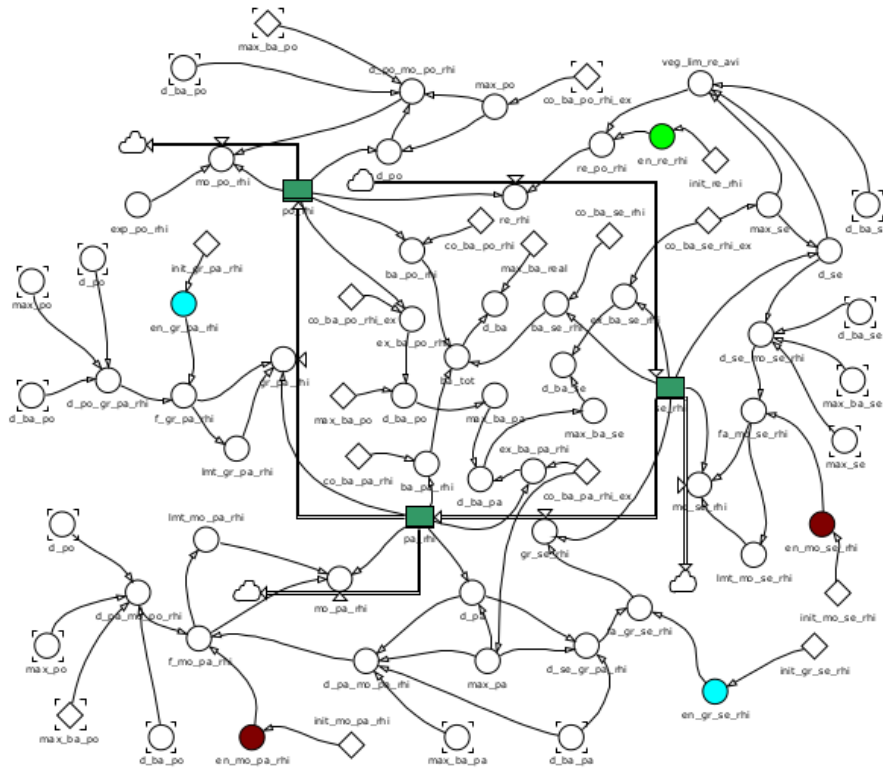 max_ba_po
veg_lim_re_avi
d_po_mo_po_rhi
max_po
d_ba_po
co_ba_po_rhi_ex
en_re_rhi
re_po_rhi
d_po
mo_po_rhi
init_re_rhi
po_rhi
re_rhi
co_ba_se_rhi
max_se
d_ba_s
exp_po_rhi
co_ba_po_rhi
co_ba_se_rhi_ex
d_se
d_po
init_gr_pa_rhi
ba_po_rhi
max_ba_real
max_po
en_gr_pa_rhi
co_ba_po_rhi_ex
d_ba
ba_se_rhi
ex_ba_se_rhi
d_ba_se
ex_ba_po_rhi
d_se_mo_se_rhi
gr_pa_rhi
ba_tot
d_ba_se
max_ba_se
d_po_gr_pa_rhi
se_rhi
d_ba_po
f_gr_pa_rhi
max_ba_po
d_ba_po
max_ba_pa
max_ba_se
fa_mo_se_rhi
max_se
lmt_gr_pa_rhi
ex_ba_pa_rhi
co_ba_pa_rhi
ba_pa_rhi
d_ba_pa
co_ba_pa_rhi_ex
mo_se_rhi
lmt_mo_pa_rhi
pa_rhi
gr_se_rhi
en_mo_se_rhi
d_po
lmt_mo_se_rhi
mo_pa_rhi
d_pa_mo_po_rhi
d_pa
fa_gr_se_rhi
init_mo_se_rhi
max_po
f_mo_pa_rhi
d_pa_mo_pa_rhi
max_pa
d_se_gr_pa_rhi
init_gr_se_rhi
en_gr_se_rhi
init_mo_pa_rhi
max_ba_po
d_ba_po
en_mo_pa_rhi
max_ba_pa
d_ba_pa